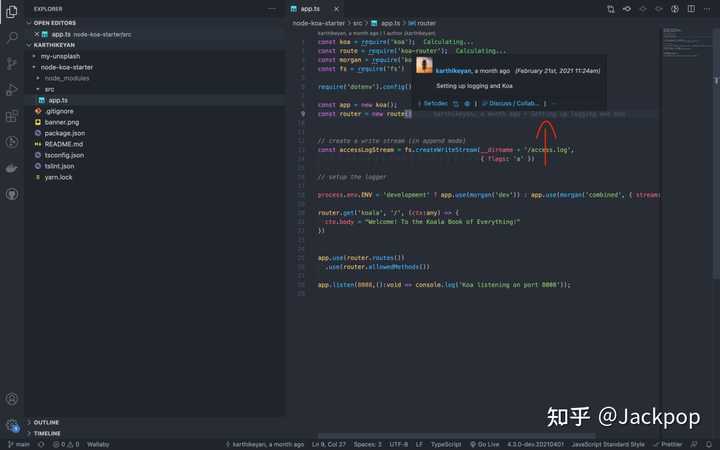 EXPLORER
OPEN EDITORS
app.ts node-koa-starter/src
KARTHIKEYAN
my-unsplash
node-koa-starter
node_modules
src
app.ts
.gitignore
banner.png
package.json
README.md
tsconfig.json
tslint.json
yarn.lock
OUTLINE
TIMELINE
app.ts
node-koa-starter > src > app.ts > router
karthikeyan, a month ago | 1 author (karthikeyan)
1 const koa = require('koa'); Calculating...
2 const route = require('koa-router'); Calculating...
3 const morgan = require('ko
4 const fs = require('fs')
5
6 require('dotenv').config()
7
8 const app = new koa();
9 const router = new route() karthikeyan, a month ago • Setting up logging and Koa
karthikeyan, a month ago (February 21st, 2021 11:24am)
Setting up logging and Koa
Discuss / Collab...
10
11
12 // create a write stream (in append mode)
13 const accessLogStream = fs.createWriteStream(__dirname + '/access.log',
14 { flags: 'a' })
15
16 // setup the logger
17
18 process.env.ENV = 'development' ? app.use(morgan('dev')) : app.use(morgan('combined', { stream:
19
20 router.get('koala', '/', (ctx:any) => {
21 ctx.body = "Welcome! To the Koala Book of Everything!"
22 })
23
24
25 app.use(router.routes())
26 .use(router.allowedMethods())
27
28 app.listen(8008,():void => console.log('Koa listening on port 8008'));
29
知乎 @Jackpop
main
0 0
Wallaby
karthikeyan, a month ago
Ln 9, Col 27
Spaces: 2
UTF-8
LF
TypeScript
Go Live
4.3.0-dev.20210401
JavaScript Standard Style
Prettier